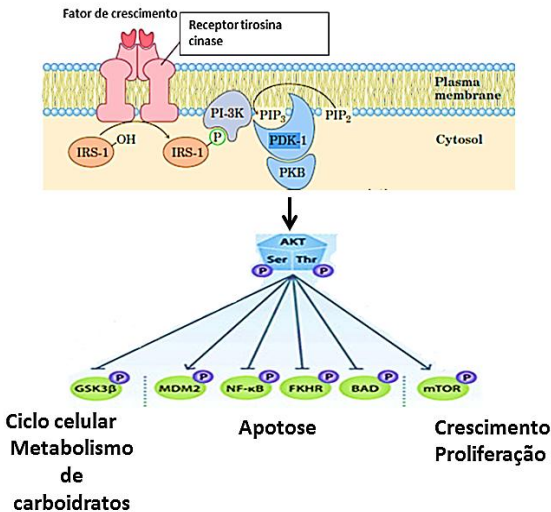 Fator de crescimento
Receptor tirosina
cinase
Plasma
membrane
PI-3K
PIP3
PIP2
OH
P
PDK-1
Cytosol
IRS-1
IRS-1
PKB
AKT
Ser Thr
P
P
P
P
P
P
P
P
GSK3β
MDM2
NF-κB
FKHR
BAD
mTOR
Ciclo celular
Metabolismo
de
carboidratos
Apotose
Crescimento
Proliferação